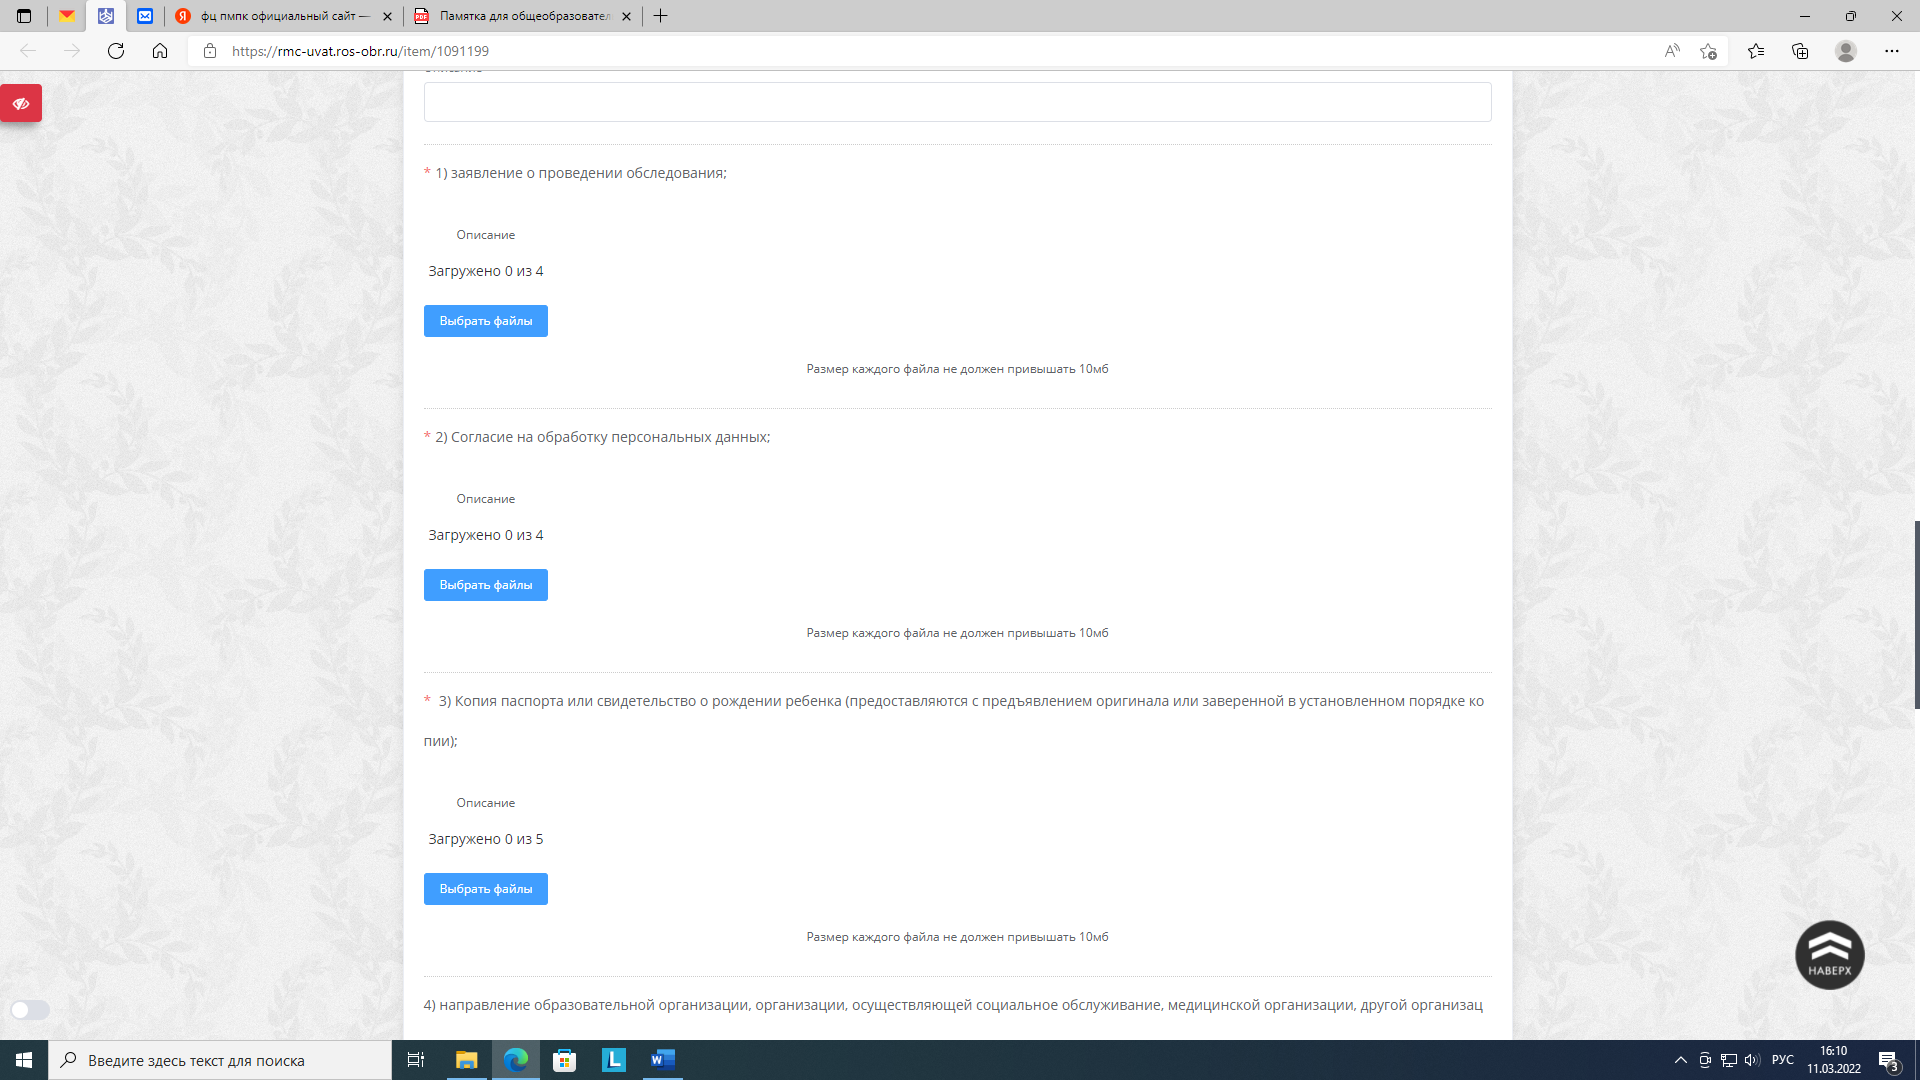 фц пмпк официальный сайт —
Памятка для общеобразовател
https://rmc-uvat.ros-obr.ru/item/1091199
* 1) заявление о проведении обследования;
Описание
Загружено 0 из 4
Выбрать файлы
Размер каждого файла не должен привышать 10мб
* 2) Согласие на обработку персональных данных;
Описание
Загружено 0 из 4
Выбрать файлы
Размер каждого файла не должен привышать 10мб
* 3) Копия паспорта или свидетельство о рождении ребенка (предоставляются с предъявлением оригинала или заверенной в установленном порядке ко
пии);
Описание
Загружено 0 из 5
Выбрать файлы
Размер каждого файла не должен привышать 10мб
НАВЕРХ
4) направление образовательной организации, организации, осуществляющей социальное обслуживание, медицинской организации, другой организац
Введите здесь текст для поиска
РУС
16:10
11.03.2022
3